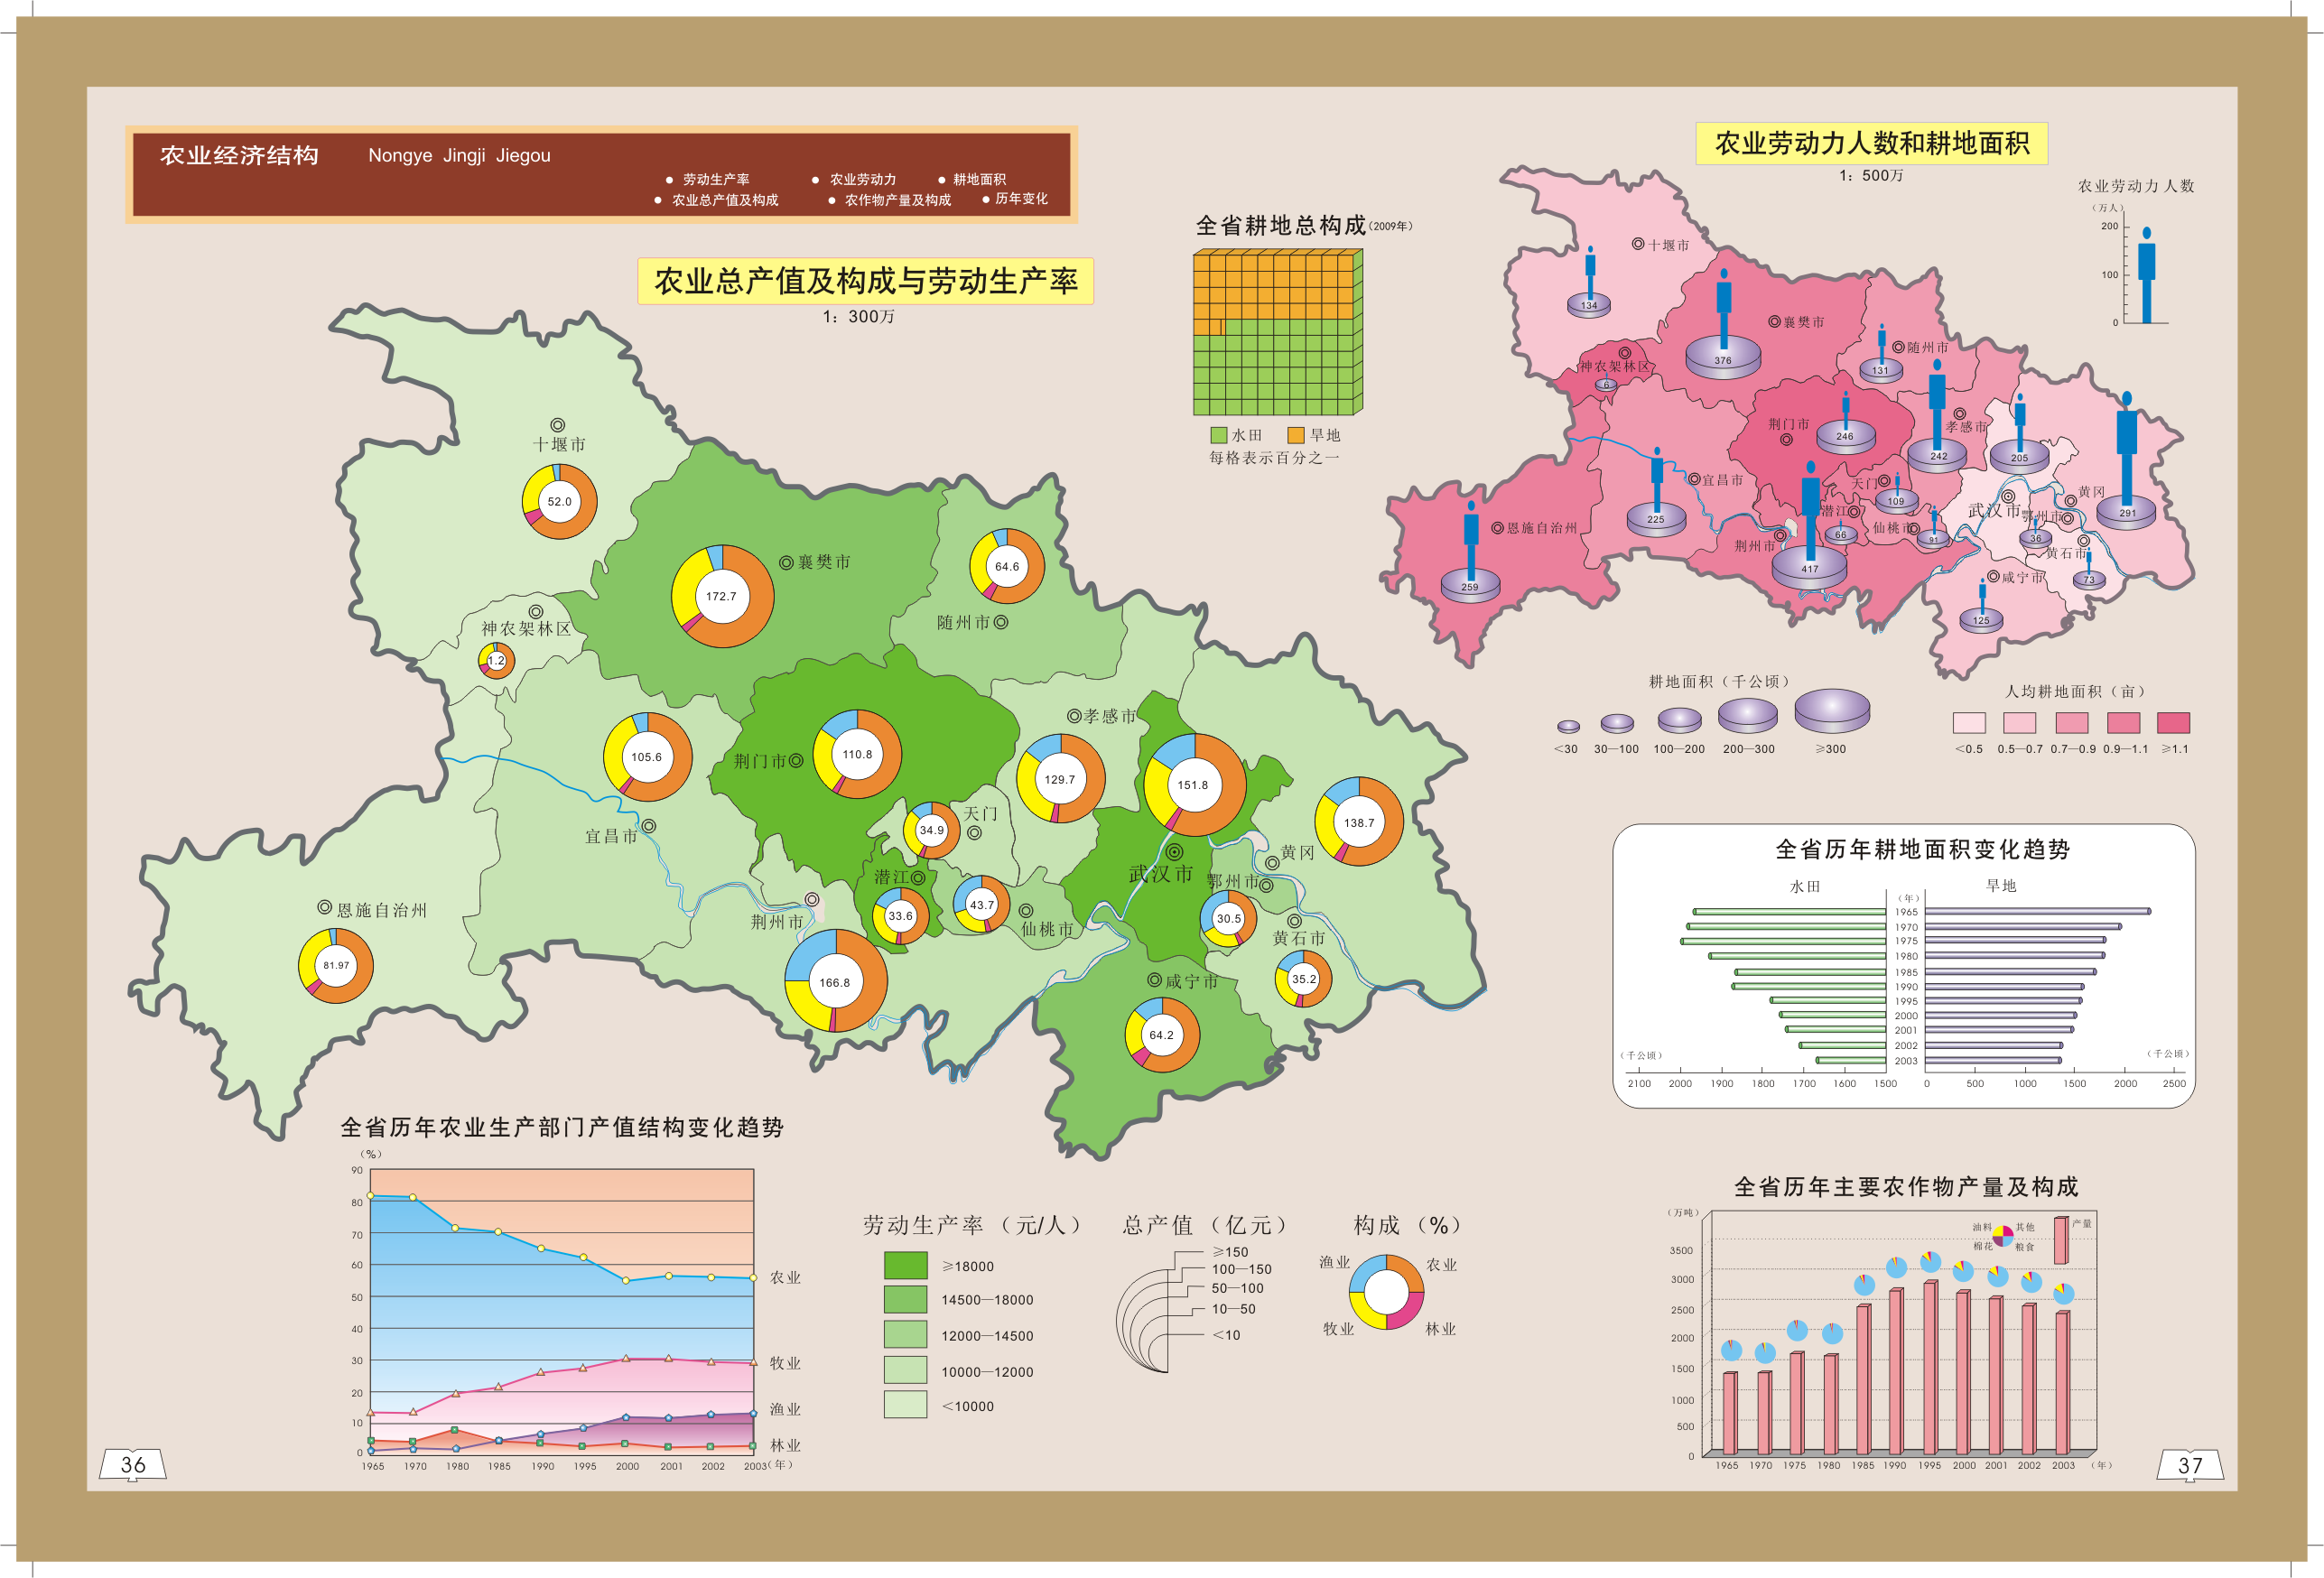 农业经济结构 Nongye Jingji Jiegou
● 劳动生产率 ● 农业劳动力 ● 耕地面积
● 农业总产值及构成 ● 农作物产量及构成 ● 历年变化
农业总产值及构成与劳动生产率
1：300万
十堰市
52.0
襄樊市
172.7
64.6
随州市
神农架林区
1.2
105.6
宜昌市
荆门市
110.8
孝感市
129.7
151.8
武汉市
138.7
黄冈
34.9
天门
潜江
33.6
43.7
仙桃市
鄂州市
30.5
黄石市
35.2
恩施自治州
81.97
荆州市
166.8
咸宁市
64.2
全省耕地总构成(2009年)
水田 旱地
每格表示百分之一
农业劳动力人数和耕地面积
1：500万
农业劳动力人数
（万人）
200
100
0
十堰市
134
襄樊市
376
随州市
131
神农架林区
6
荆门市
246
孝感市
242
205
291
宜昌市
225
天门
109
黄冈
武汉市
鄂州市
36
潜江
66
仙桃市
91
恩施自治州
259
荆州市
417
黄石市
73
咸宁市
125
耕地面积（千公顷）
<30 30—100 100—200 200—300 ≥300
人均耕地面积（亩）
<0.5 0.5—0.7 0.7—0.9 0.9—1.1 ≥1.1
全省历年耕地面积变化趋势
水田 旱地
（年）
1965
1970
1975
1980
1985
1990
1995
2000
2001
2002
2003
（千公顷） （千公顷）
2100 2000 1900 1800 1700 1600 1500 0 500 1000 1500 2000 2500
全省历年农业生产部门产值结构变化趋势
（%）
90
80
70
60
50
40
30
20
10
0
农业
牧业
渔业
林业
1965 1970 1980 1985 1990 1995 2000 2001 2002 2003（年）
劳动生产率（元/人）
≥18000
14500—18000
12000—14500
10000—12000
<10000
总产值（亿元）
≥150
100—150
50—100
10—50
<10
构成（%）
渔业 农业
牧业 林业
全省历年主要农作物产量及构成
（万吨）
油料 其他
棉花 粮食
产量
3500
3000
2500
2000
1500
1000
500
0
1965 1970 1975 1980 1985 1990 1995 2000 2001 2002 2003 （年）
36
37